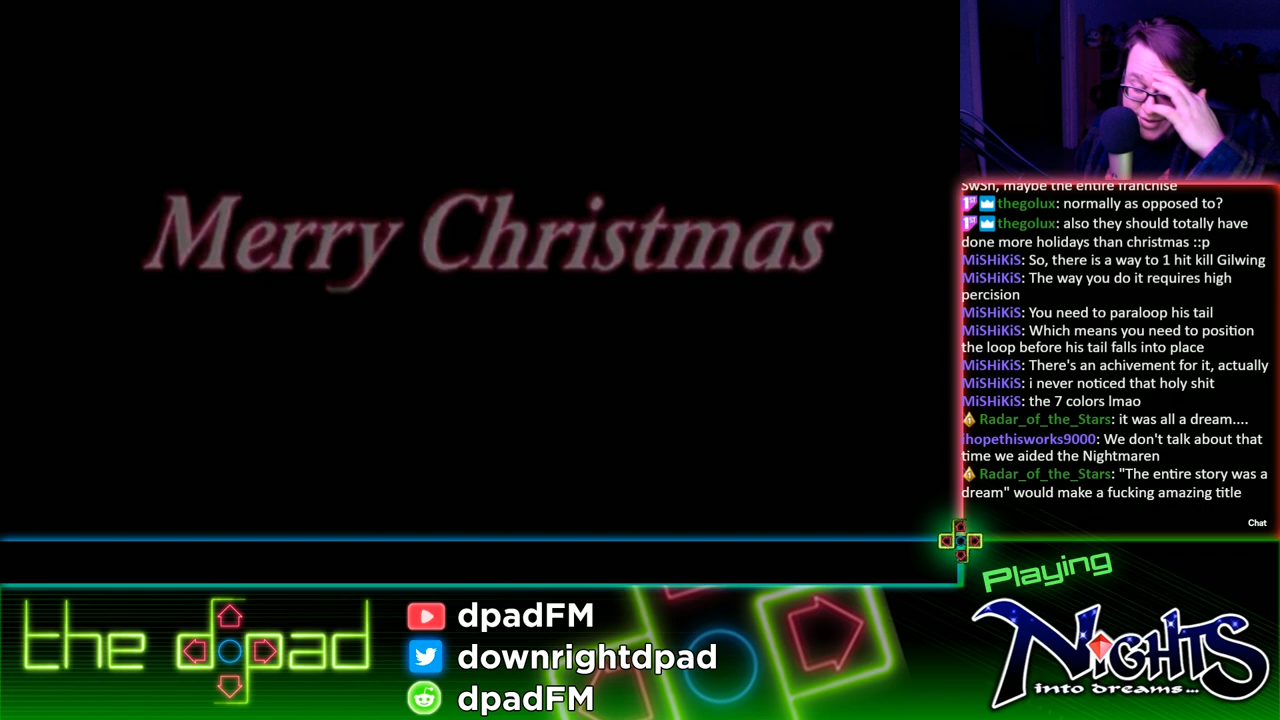 Merry Christmas
SwSh, maybe the entire franchise
thegolux: normally as opposed to?
thegolux: also they should totally have
done more holidays than christmas ::p
MiSHiKiS: So, there is a way to 1 hit kill Gilwing
MiSHiKiS: The way you do it requires high
percision
MiSHiKiS: You need to paraloop his tail
MiSHiKiS: Which means you need to position
the loop before his tail falls into place
MiSHiKiS: There's an achivement for it, actually
MiSHiKiS: i never noticed that holy shit
MiSHiKiS: the 7 colors lmao
Radar_of_the_Stars: it was all a dream....
ihopethisworks9000: We don't talk about that
time we aided the Nightmaren
Radar_of_the_Stars: "The entire story was a
dream" would make a fucking amazing title
Chat
the dpad
dpadFM
downrightdpad
dpadFM
Playing
NiGHTS
into dreams...